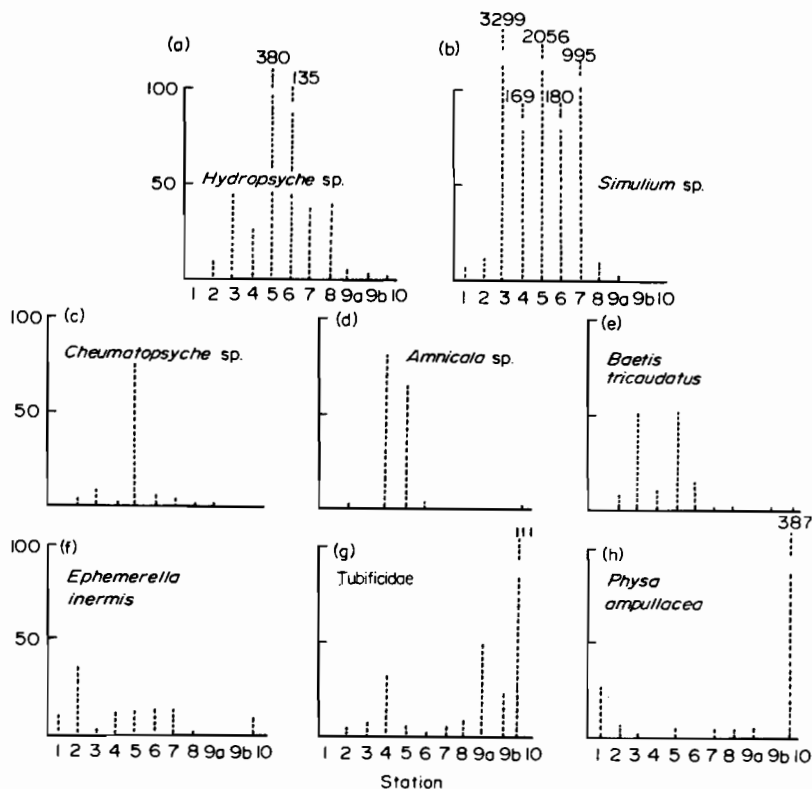 (a)
380
135
100
50
Hydropsyche sp.
1 2 3 4 5 6 7 8 9a 9b 10
(b)
3299
2056
995
169
180
Simulium sp.
1 2 3 4 5 6 7 8 9a 9b 10
(c)
100
50
Cheumatopsyche sp.
(d)
Amnicala sp.
(e)
Baetis
tricaudatus
(f)
100
50
Ephemerella
inermis
1 2 3 4 5 6 7 8 9a 9b 10
(g)
111
Tubificidae
1 2 3 4 5 6 7 8 9a 9b 10
(h)
387
Physa
ampullacea
1 2 3 4 5 6 7 8 9a 9b 10
Station